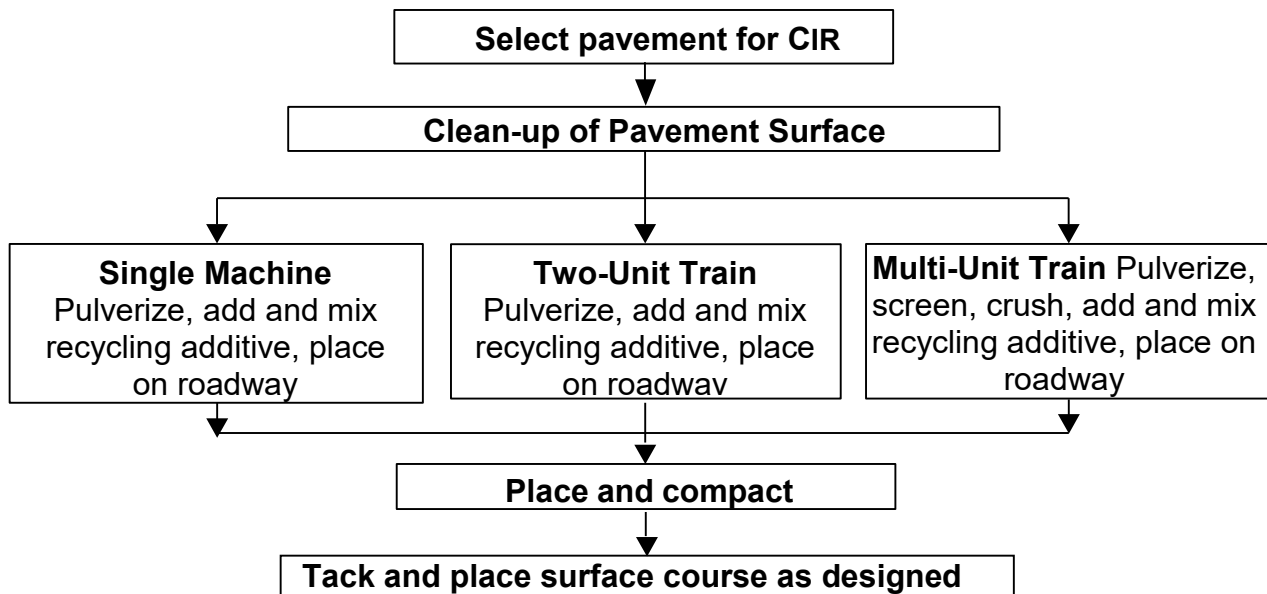 Select pavement for CIR
Clean-up of Pavement Surface
Single Machine
Pulverize, add and mix
recycling additive, place
on roadway
Two-Unit Train
Pulverize, add and mix
recycling additive, place
on roadwav
Multi-Unit Train Pulverize,
screen, crush, add and mix
recycling additive, place on
roadway
Place and compact
Tack and place surface course as designed